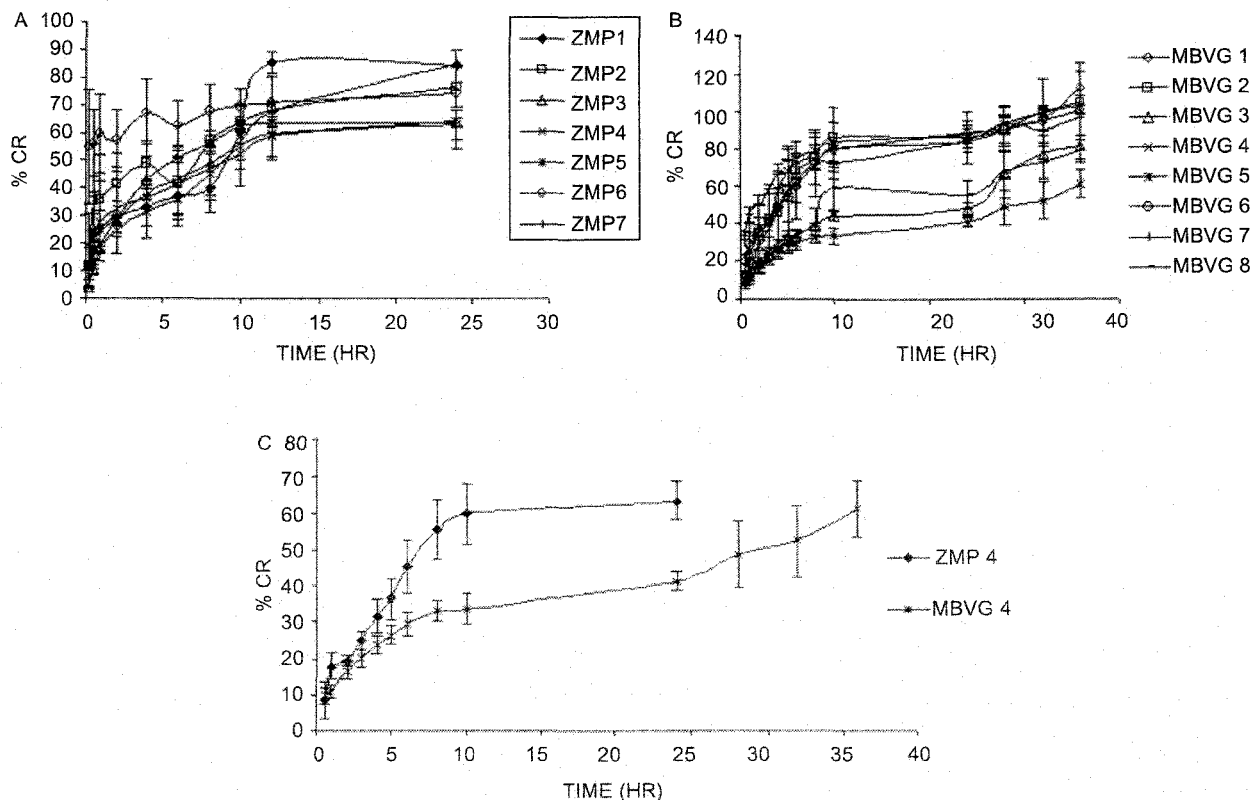 A
100
90
80
70
60
50
40
30
20
10
0
% CR
0 5 10 15 20 25 30
TIME (HR)
ZMP1
ZMP2
ZMP3
ZMP4
ZMP5
ZMP6
ZMP7
B
140
120
100
80
60
40
20
0
% CR
0 10 20 32 40
TIME (HR)
MBVG 1
MBVG 2
MBVG 3
MBVG 4
MBVG 5
MBVG 6
MBVG 7
MBVG 8
C
80
70
60
50
40
30
20
10
0
% CR
0 5 10 15 20 25 30 35 40
TIME (HR)
ZMP 4
MBVG 4